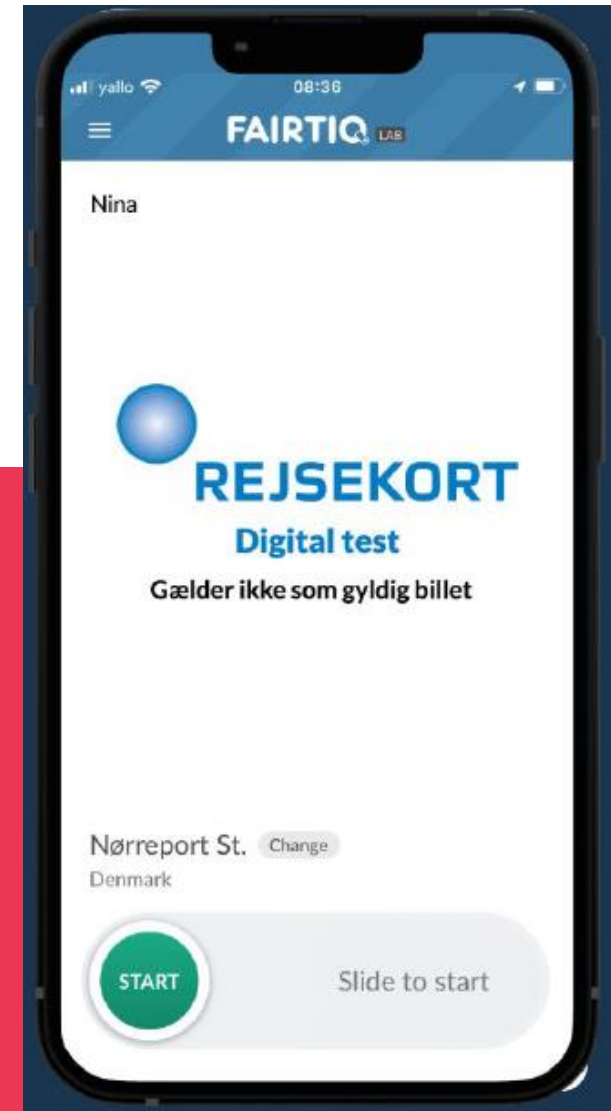 yallo 08:36
FAIRTIQ LAB
Nina
REJSEKORT
Digital test
Gælder ikke som gyldig billet
Nørreport St. Change
Denmark
START Slide to start